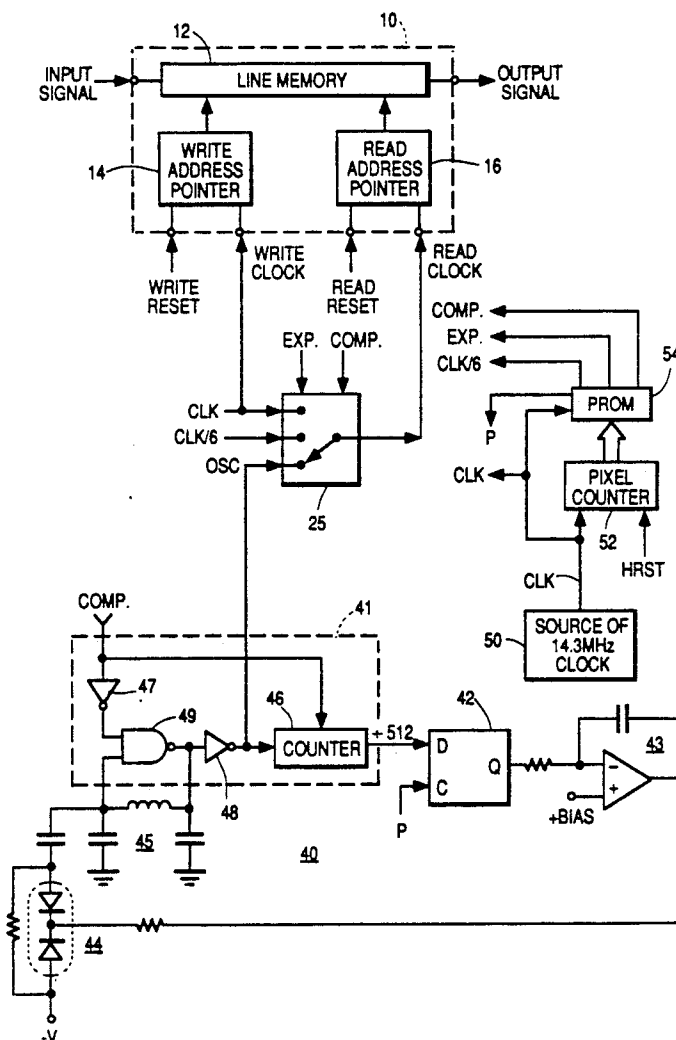 10
12
INPUT
SIGNAL
LINE MEMORY
OUTPUT
SIGNAL
14
WRITE
ADDRESS
POINTER
READ
ADDRESS
POINTER
16
WRITE
RESET
WRITE
CLOCK
READ
RESET
READ
CLOCK
COMP.
EXP.
CLK/6
54
PROM
P
CLK
PIXEL
COUNTER
52
HRST
CLK
50
SOURCE OF
14.3MHz
CLOCK
EXP. COMP.
CLK
CLK/6
OSC
25
COMP.
41
47
49
46
COUNTER
÷ 512
48
42
D
Q
C
P
43
-
+
+BIAS
45
40
44
-V